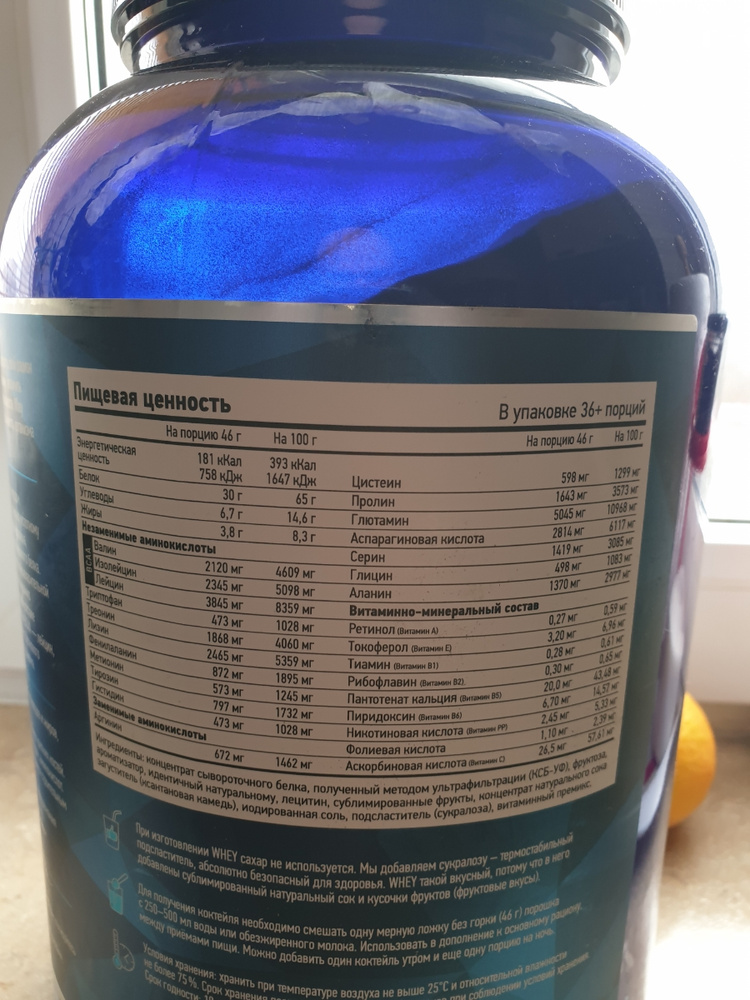 Пищевая ценность
В упаковке 36+ порций
На порцию 46 г На 100 г
Энергетическая
ценность 181 кКал 393 кКал
758 кДж 1647 кДж
Белок 30 г 65 г
Углеводы 6,7 г 14,6 г
Жиры 3,8 г 8,3 г
Незаменимые аминокислоты
BCAA
Валин 2120 мг 4609 мг
Изолейцин 2345 мг 5098 мг
Лейцин 3845 мг 8359 мг
Триптофан 473 мг 1028 мг
Треонин 1868 мг 4060 мг
Лизин 2465 мг 5359 мг
Фенилаланин 872 мг 1895 мг
Метионин 573 мг 1245 мг
Тирозин 797 мг 1732 мг
Гистидин 473 мг 1028 мг
Заменимые аминокислоты
Аргинин 672 мг 1462 мг
На порцию 46 г На 100 г
Цистеин 598 мг 1299 мг
Пролин 1643 мг 3573 мг
Глютамин 5045 мг 10968 мг
Аспарагиновая кислота 2814 мг 6117 мг
Серин 1419 мг 3085 мг
Глицин 498 мг 1083 мг
Аланин 1370 мг 2977 мг
Витаминно-минеральный состав
Ретинол (Витамин A) 0,27 мг 0,59 мг
Токоферол (Витамин E) 3,20 мг 6,96 мг
Тиамин (Витамин B1) 0,28 мг 0,61 мг
Рибофлавин (Витамин B2) 0,30 мг 0,65 мг
Пантотенат кальция (Витамин B5) 20,0 мг 43,48 мг
Пиридоксин (Витамин B6) 6,70 мг 14,57 мг
Никотиновая кислота (Витамин PP) 2,45 мг 5,33 мг
Фолиевая кислота 1,10 мг 2,39 мг
Аскорбиновая кислота (Витамин C) 26,5 мг 57,61 мг
Ингредиенты: концентрат сывороточного белка, полученный методом ультрафильтрации (КСБ-УФ), фруктоза,
ароматизатор, идентичный натуральному, лецитин, сублимированные фрукты, концентрат натурального сока
загуститель (ксантановая камедь), иодированная соль, подсластитель (сукралоза), витаминный премикс.
При изготовлении WHEY сахар не используется. Мы добавляем сукралозу — термостабильный
подсластитель, абсолютно безопасный для здоровья. WHEY такой вкусный, потому что в него
добавлены сублимированный натуральный сок и кусочки фруктов (фруктовые вкусы).
Для получения коктейля необходимо смешать одну мерную ложку без горки (46 г) порошка
с 250-500 мл воды или обезжиренного молока. Использовать в дополнение к основному рациону,
между приёмами пищи. Можно добавить один коктейль утром и еще одну порцию на ночь.
Условия хранения: хранить при температуре воздуха не выше 25°C и относительной влажности
не более 75%. Срок хранения при соблюдении условий хранения.
Срок годности: